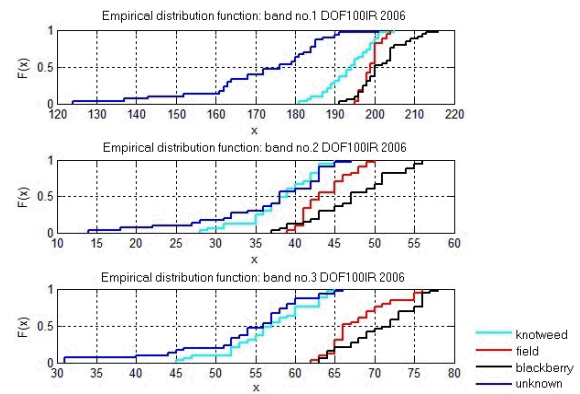 Empirical distribution function: band no.1 DOF100IR 2006
F(x)
1
0.5
0
120 130 140 150 160 170 180 190 200 210 220
x
Empirical distribution function: band no.2 DOF100IR 2006
F(x)
1
0.5
0
10 15 20 25 30 35 40 45 50 55 60
x
Empirical distribution function: band no.3 DOF100IR 2006
F(x)
1
0.5
0
30 35 40 45 50 55 60 65 70 75 80
x
knotweed
field
blackberry
unknown